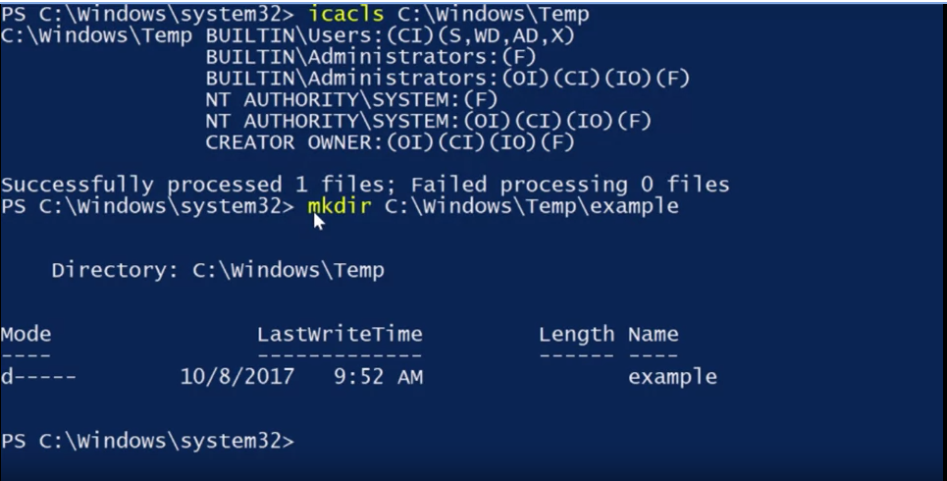 PS C:\Windows\system32> icacls C:\Windows\Temp
C:\Windows\Temp BUILTIN\Users:(CI)(S,WD,AD,X)
BUILTIN\Administrators:(F)
BUILTIN\Administrators:(OI)(CI)(IO)(F)
NT AUTHORITY\SYSTEM:(F)
NT AUTHORITY\SYSTEM:(OI)(CI)(IO)(F)
CREATOR OWNER:(OI)(CI)(IO)(F)
Successfully processed 1 files; Failed processing 0 files
PS C:\Windows\system32> mkdir C:\Windows\Temp\example
Directory: C:\Windows\Temp
Mode LastWriteTime Length Name
---- ------------- ------ ----
d----- 10/8/2017 9:52 AM example
PS C:\Windows\system32>